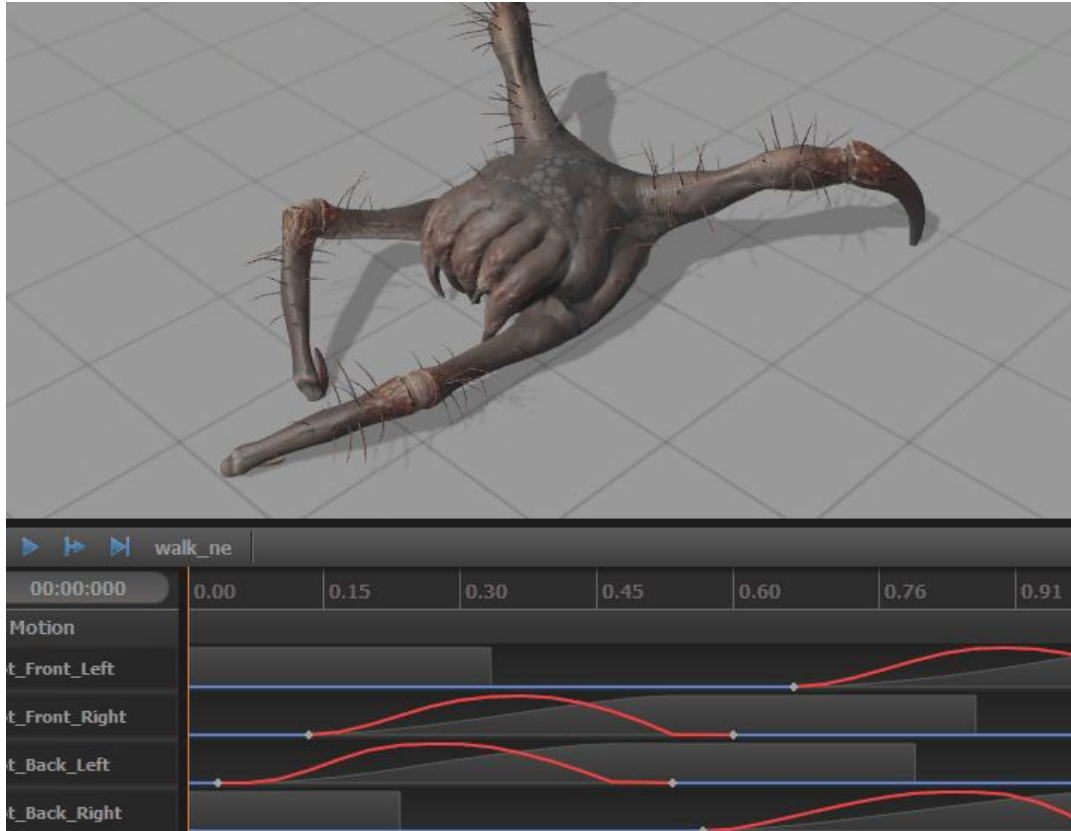 walk_ne
00:00:000 0.00 0.15 0.30 0.45 0.60 0.76 0.91
Motion
t_Front_Left
t_Front_Right
t_Back_Left
t_Back_Right